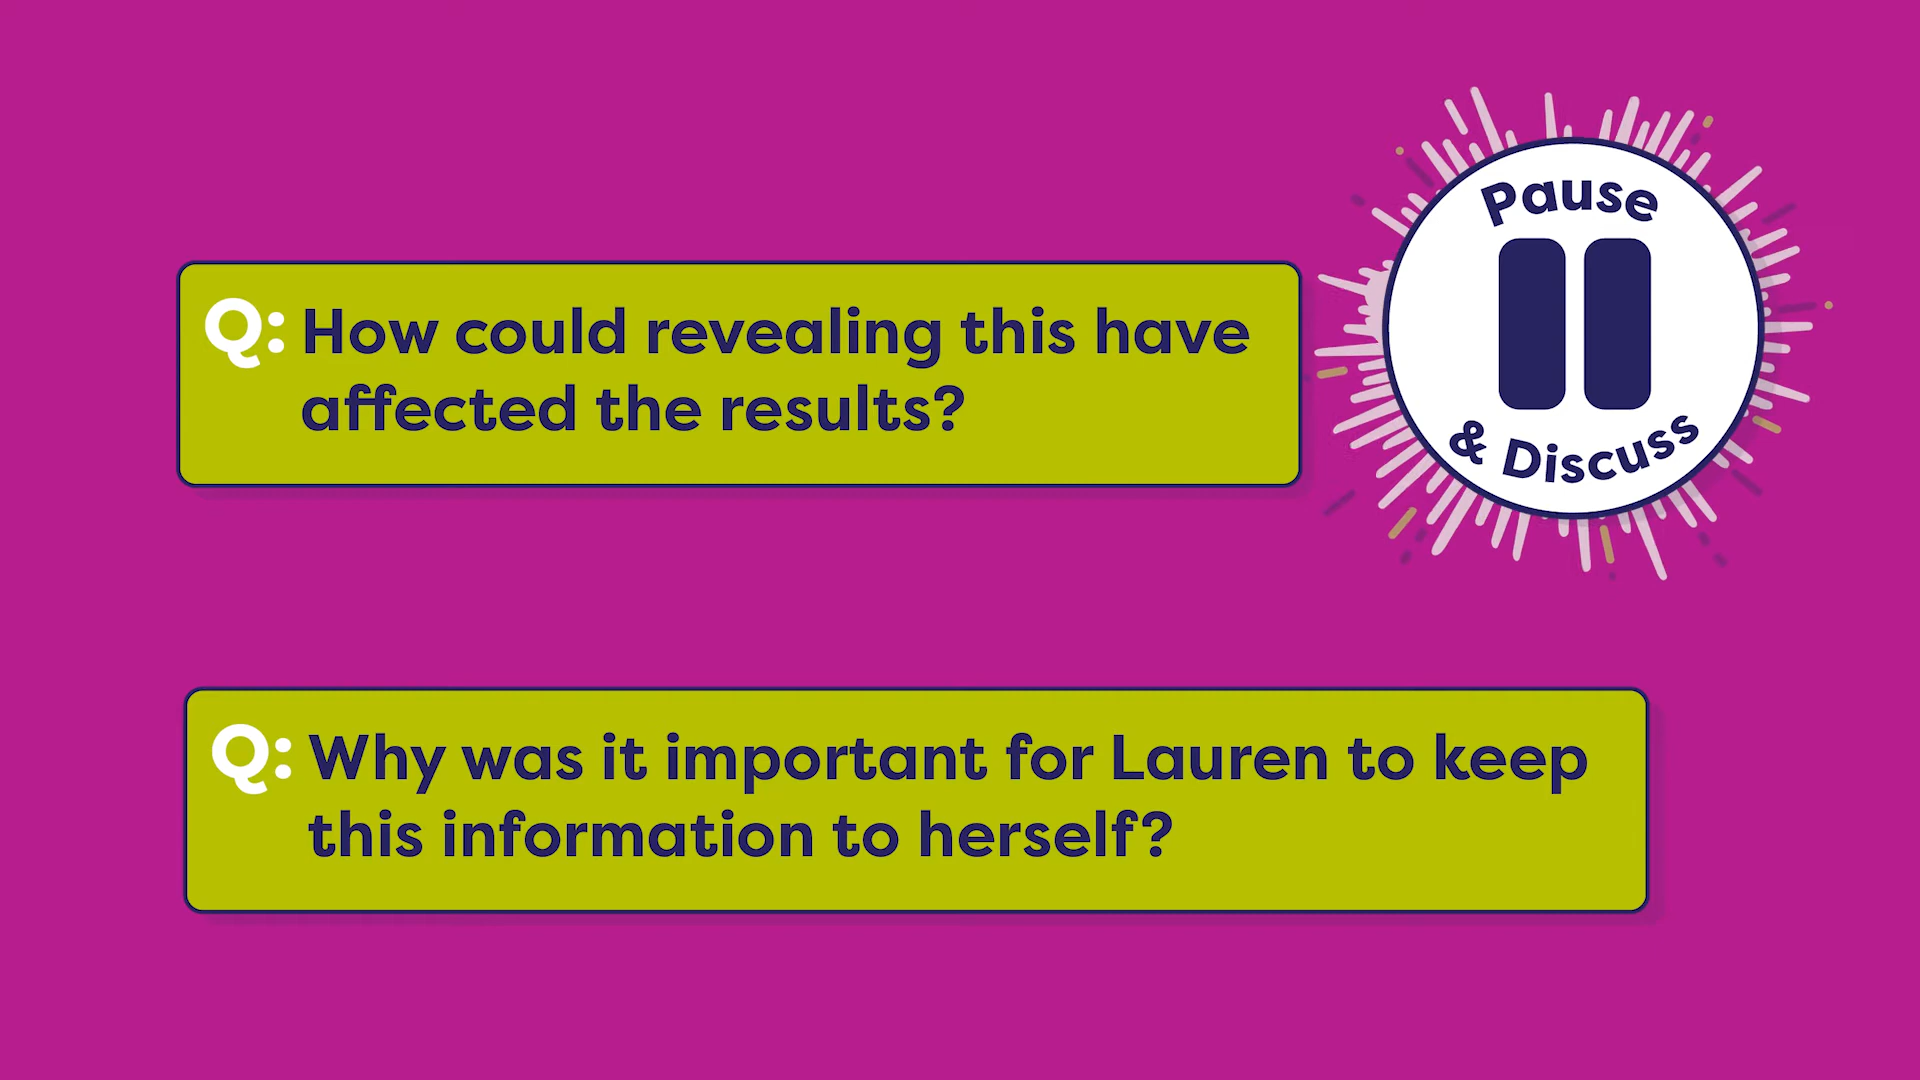 Pause
& Discuss
Q: How could revealing this have
affected the results?
Q: Why was it important for Lauren to keep
this information to herself?